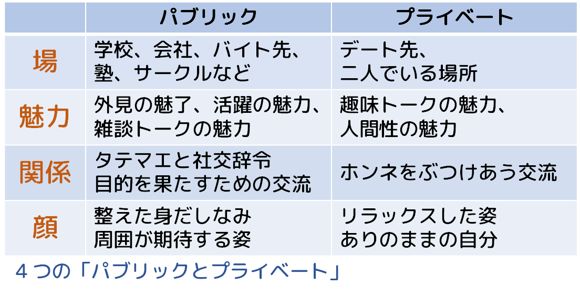 パブリック プライベート
場 学校、会社、バイト先、 デート先、
塾、サークルなど 二人でいる場所
魅力 外見の魅了、活躍の魅力、 趣味トークの魅力、
雑談トークの魅力 人間性の魅力
関係 タテマエと社交辞令 ホンネをぶつけあう交流
目的を果たすための交流
顔 整えた身だしなみ リラックスした姿
周囲が期待する姿 ありのままの自分
4つの「パブリックとプライベート」